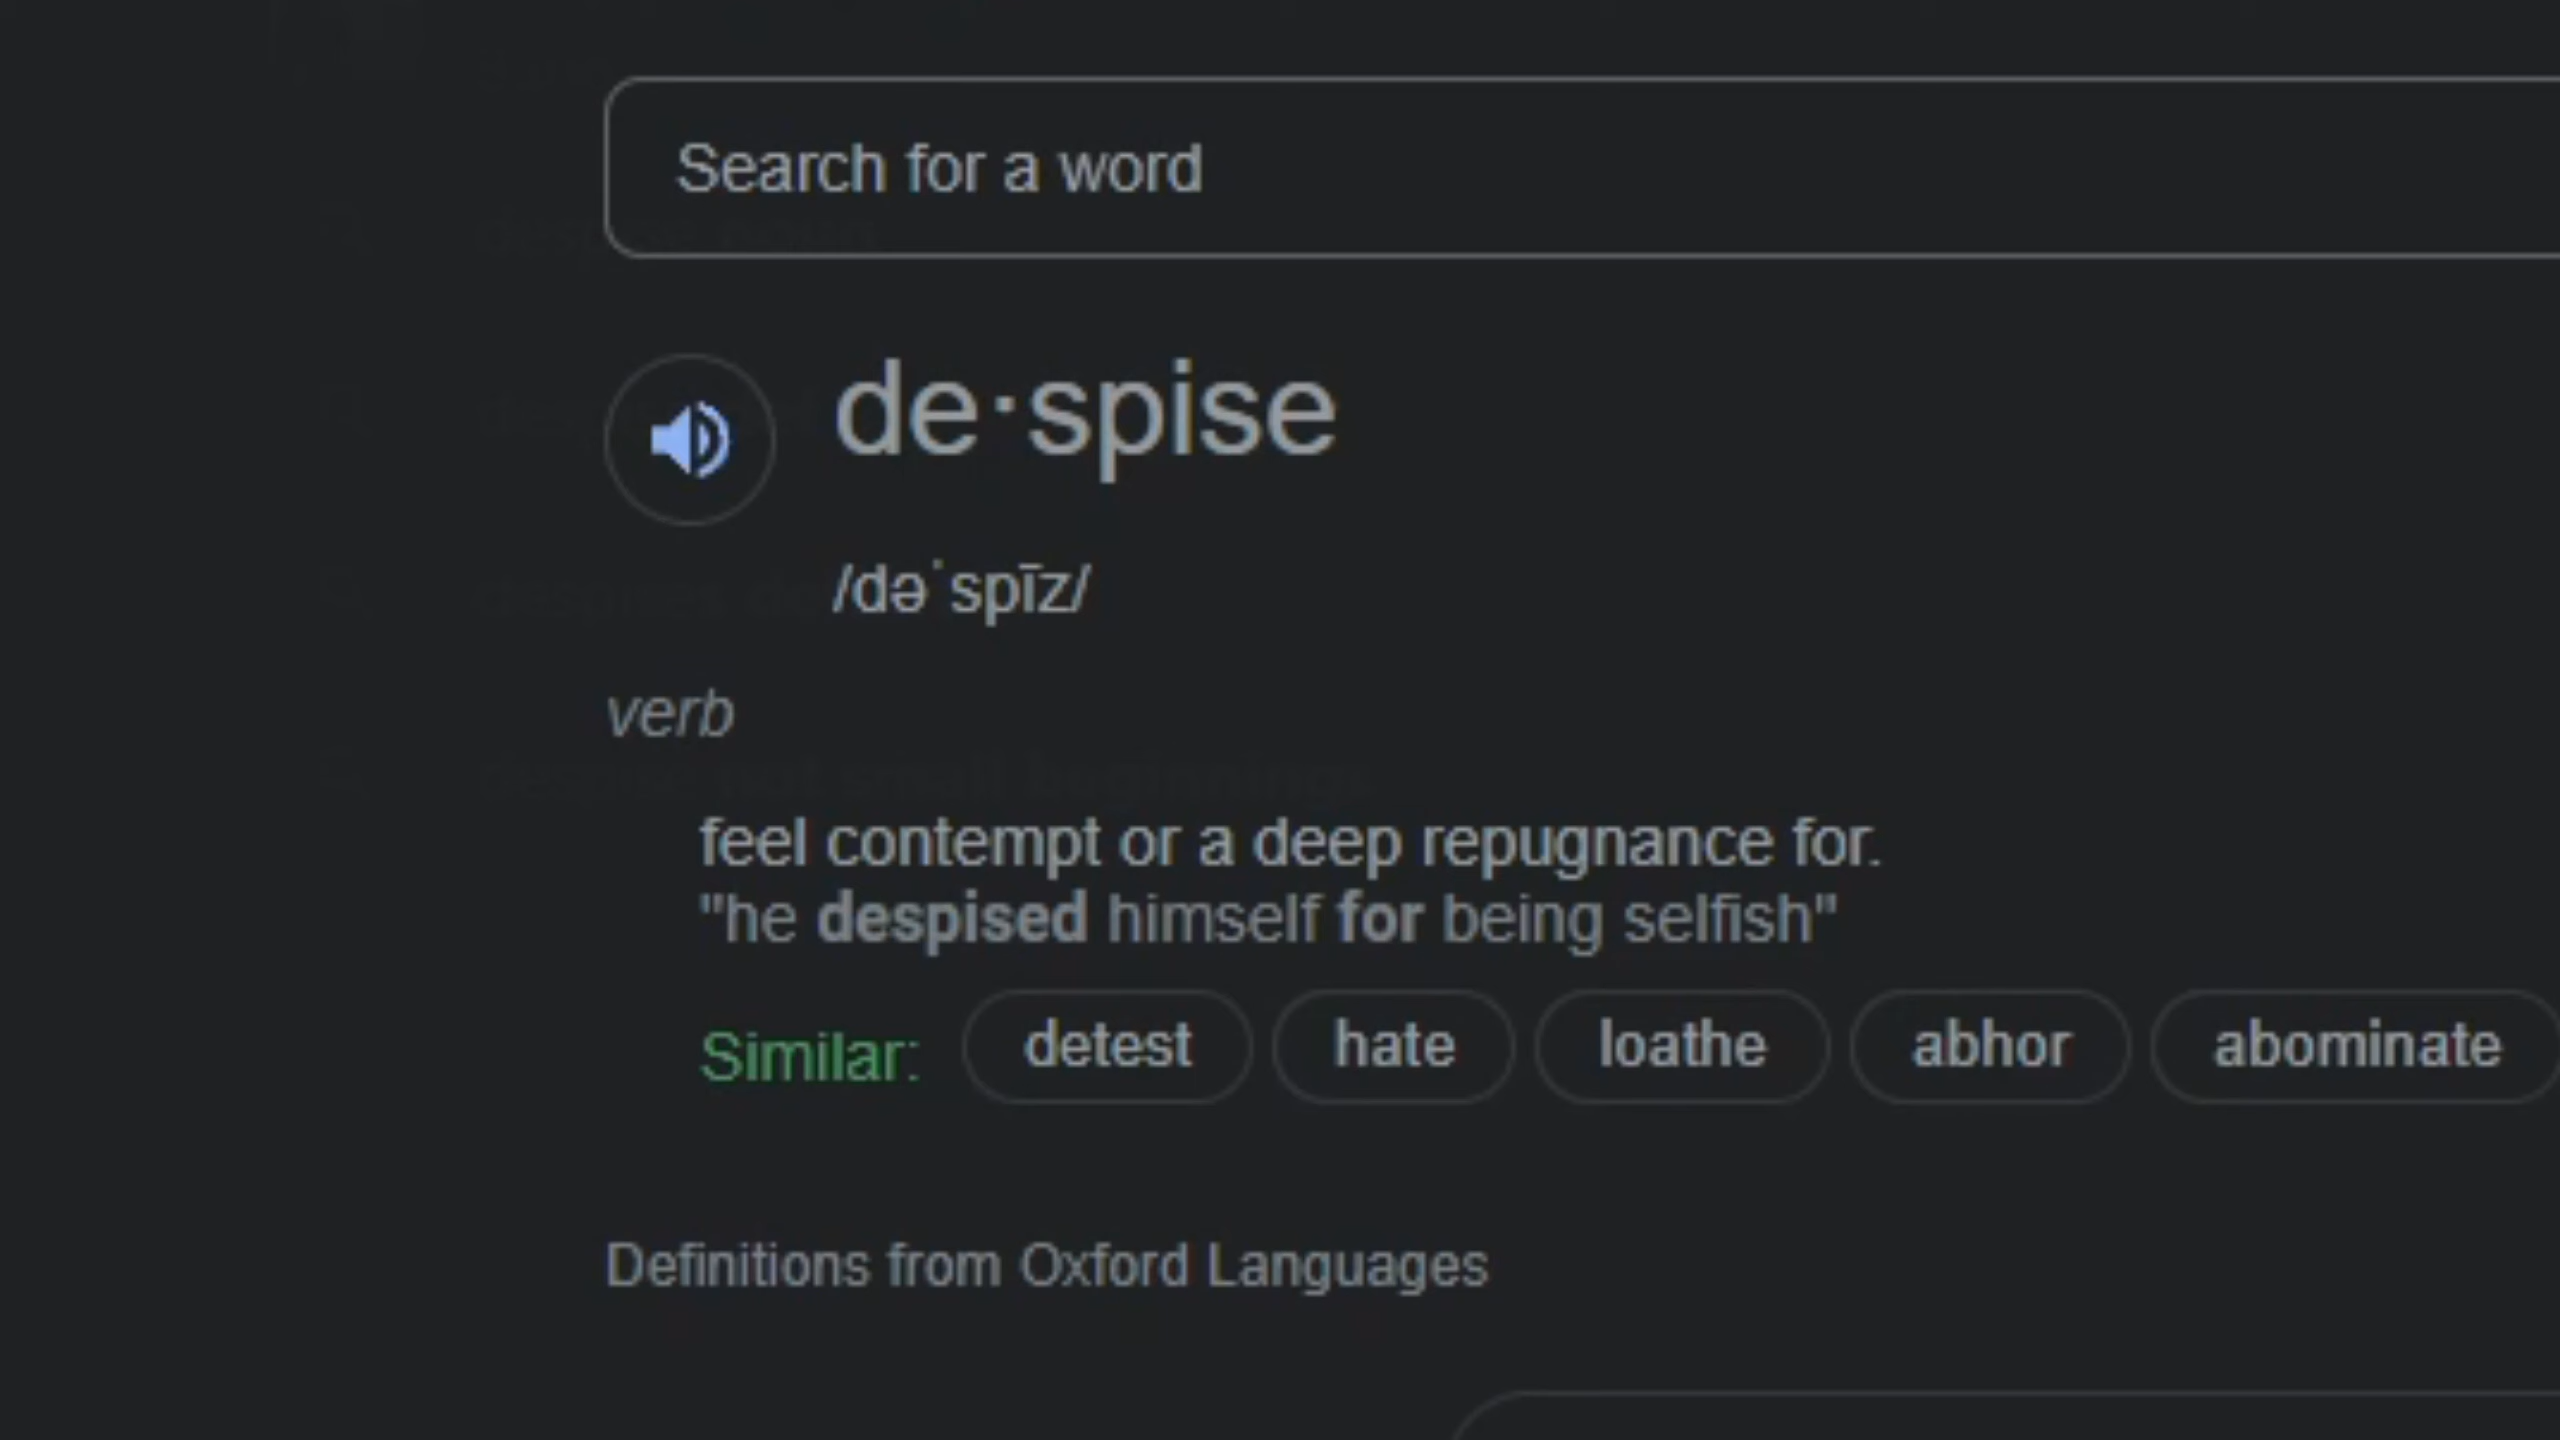 Search for a word
de·spise
/dəˈspīz/
verb
feel contempt or a deep repugnance for.
"he despised himself for being selfish"
Similar: detest hate loathe abhor abominate
Definitions from Oxford Languages